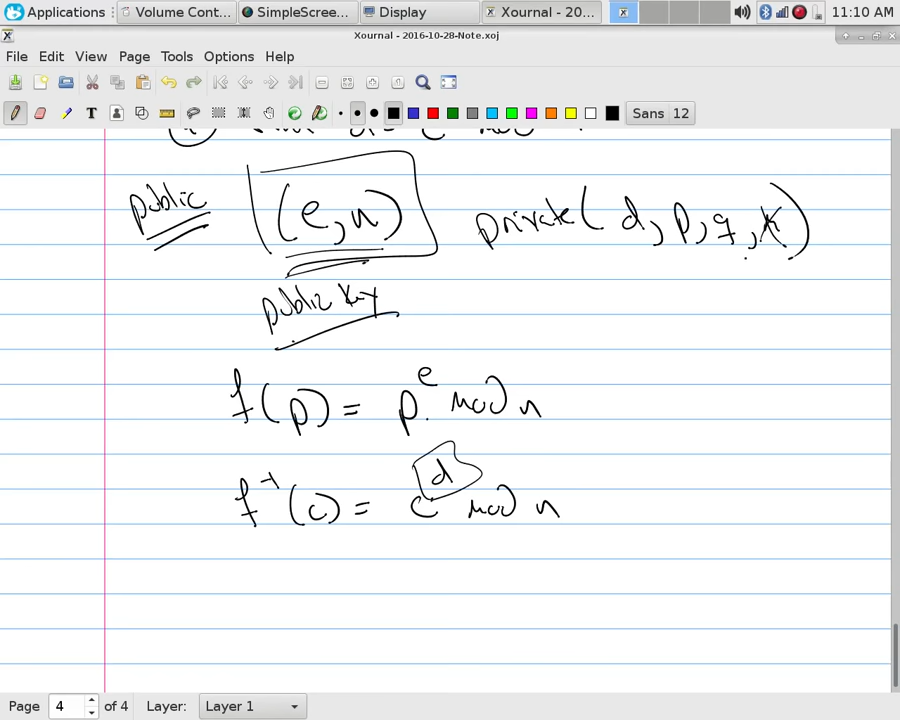 Applications Volume Cont... SimpleScree... Display Xournal - 20... 11:10 AM
Xournal - 2016-10-28-Note.xoj
File Edit View Page Tools Options Help
Sans 12
d = e mod
public (e,n) private( d, p, q, k)
public key
f(p) = p^e mod n
f^-1(c) = c^d mod n
Page 4 of 4 Layer: Layer 1